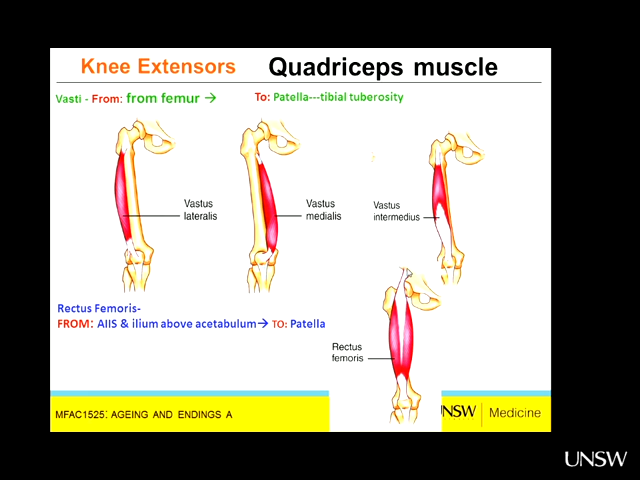 Knee Extensors Quadriceps muscle
Vasti - From: from femur → To: Patella---tibial tuberosity
Vastus
lateralis
Vastus
medialis
Vastus
intermedius
Rectus Femoris-
FROM: AIIS & ilium above acetabulum→ TO: Patella
Rectus
femoris
MFAC1525: AGEING AND ENDINGS A
UNSW Medicine
UNSW